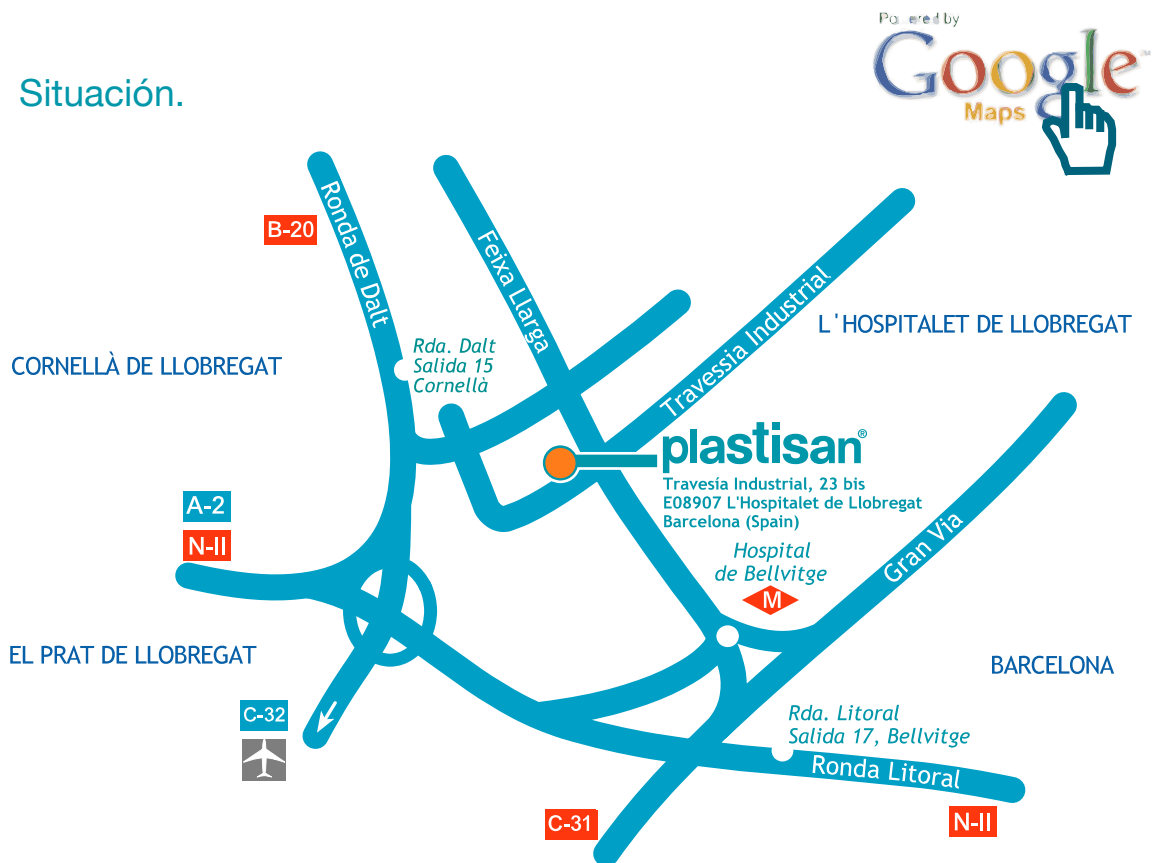 Powered by
Google
Maps
Situación.
B-20
Ronda de Dalt
Feixa Llarga
Travessia Industrial
L'HOSPITALET DE LLOBREGAT
CORNELLÀ DE LLOBREGAT
Rda. Dalt
Salida 15
Cornellà
plastisan®
Travesía Industrial, 23 bis
E08907 L'Hospitalet de Llobregat
Barcelona (Spain)
A-2
N-II
Hospital
de Bellvitge
M
Gran Via
EL PRAT DE LLOBREGAT
BARCELONA
C-32
Rda. Litoral
Salida 17, Bellvitge
Ronda Litoral
C-31
N-II